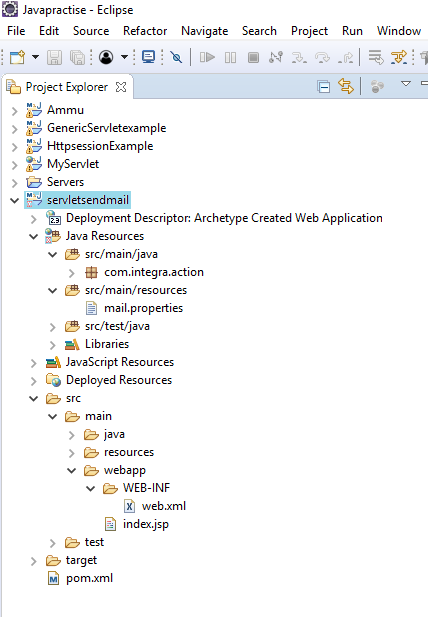 Javapractise - Eclipse
File Edit Source Refactor Navigate Search Project Run Window
Project Explorer
Ammu
GenericServletexample
HttpsessionExample
MyServlet
Servers
servletsendmail
Deployment Descriptor: Archetype Created Web Application
Java Resources
src/main/java
com.integra.action
src/main/resources
mail.properties
src/test/java
Libraries
JavaScript Resources
Deployed Resources
src
main
java
resources
webapp
WEB-INF
web.xml
index.jsp
test
target
pom.xml